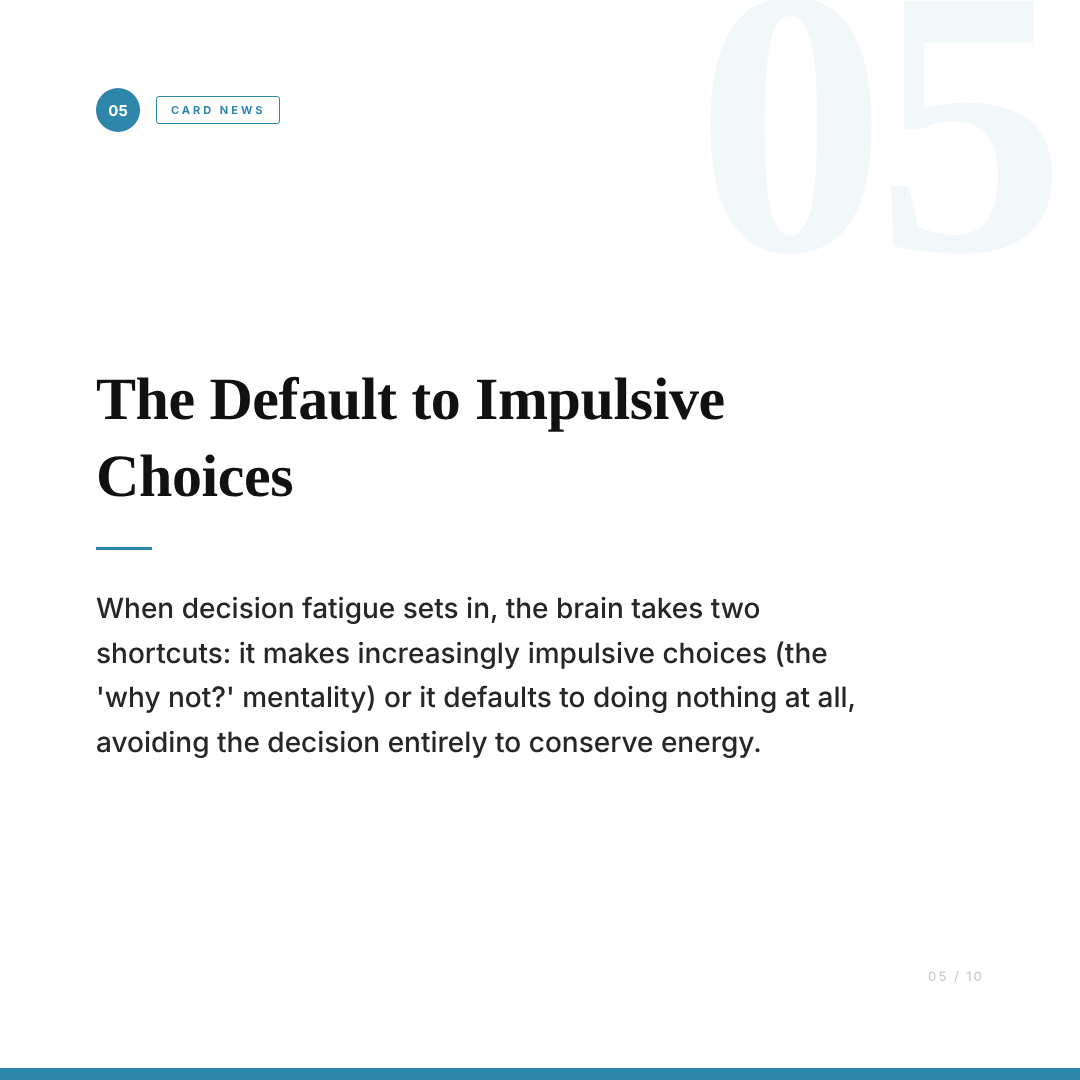 05
05
CARD NEWS
The Default to Impulsive
Choices
When decision fatigue sets in, the brain takes two
shortcuts: it makes increasingly impulsive choices (the
'why not?' mentality) or it defaults to doing nothing at all,
avoiding the decision entirely to conserve energy.
05 / 10